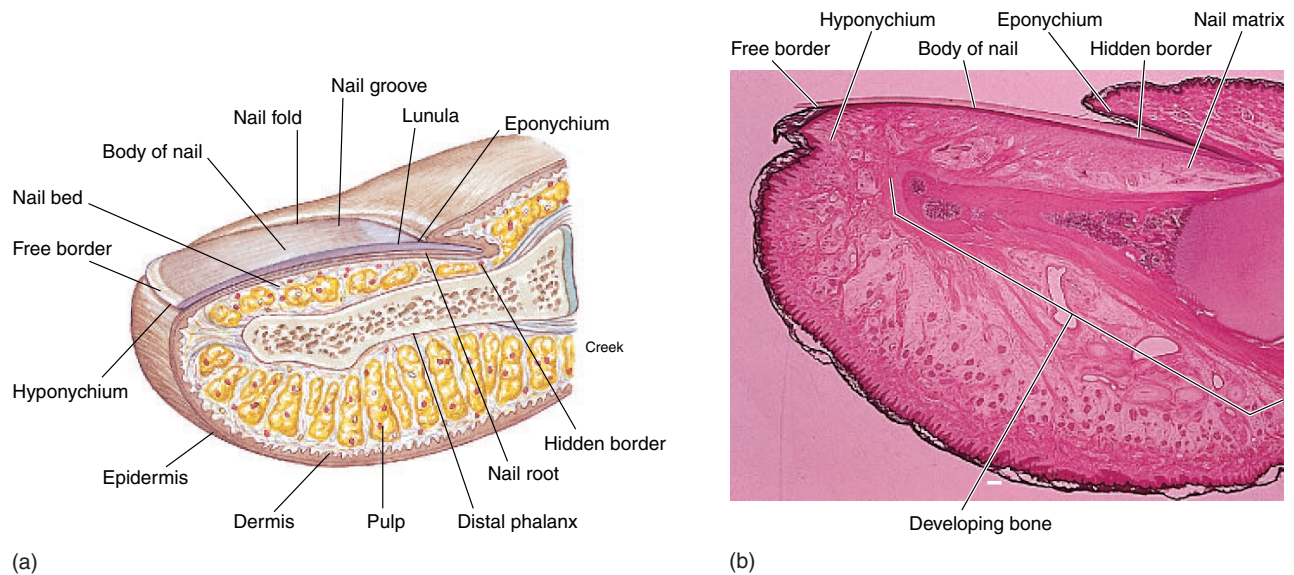 Nail groove
Nail fold
Lunula
Eponychium
Body of nail
Nail bed
Free border
Creek
Hyponychium
Hidden border
Epidermis
Nail root
Dermis
Pulp
Distal phalanx
(a)
Hyponychium
Eponychium
Nail matrix
Free border
Body of nail
Hidden border
Developing bone
(b)